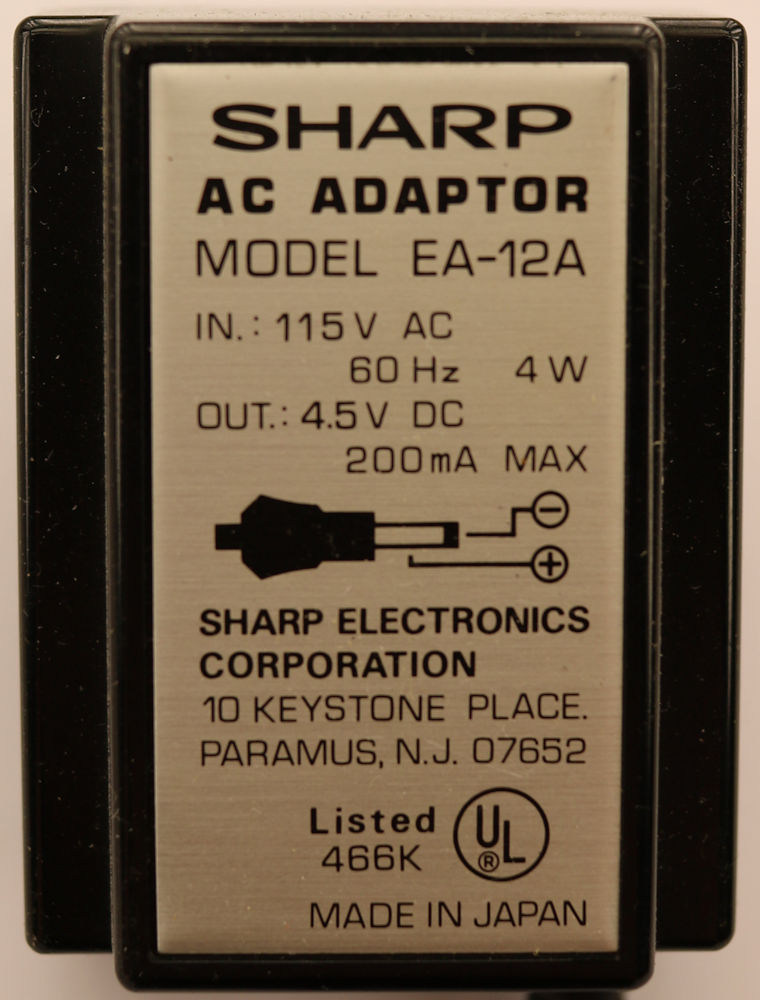 SHARP
AC ADAPTOR
MODEL EA-12A
IN.: 115V AC
60 Hz 4 W
OUT.: 4.5V DC
200mA MAX
SHARP ELECTRONICS
CORPORATION
10 KEYSTONE PLACE.
PARAMUS, N.J. 07652
Listed UL®
466K
MADE IN JAPAN